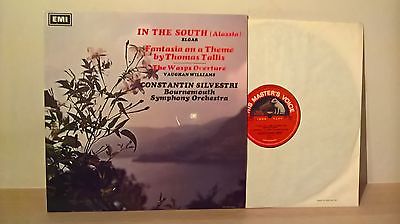 EMI
IN THE SOUTH (Alassio)
ELGAR
Fantasia on a Theme
by Thomas Tallis
The Wasps Overture
VAUGHAN WILLIAMS
CONSTANTIN SILVESTRI
Bournemouth
Symphony Orchestra
HIS MASTER'S VOICE